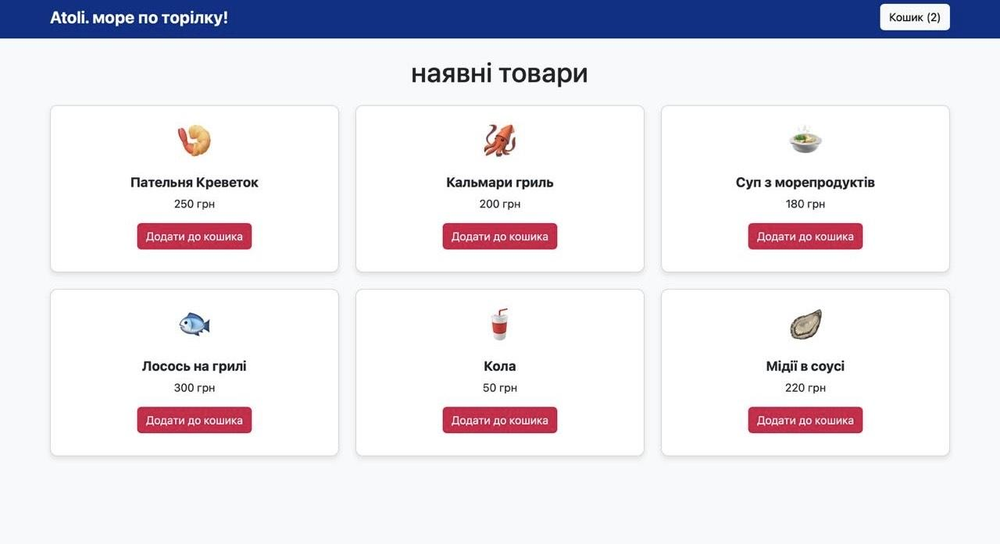 Atoli. море по торілку!
Кошик (2)
наявні товари
Пательня Креветок
250 грн
Додати до кошика
Кальмари гриль
200 грн
Додати до кошика
Суп з морепродуктів
180 грн
Додати до кошика
Лосось на грилі
300 грн
Додати до кошика
Кола
50 грн
Додати до кошика
Мідії в соусі
220 грн
Додати до кошика